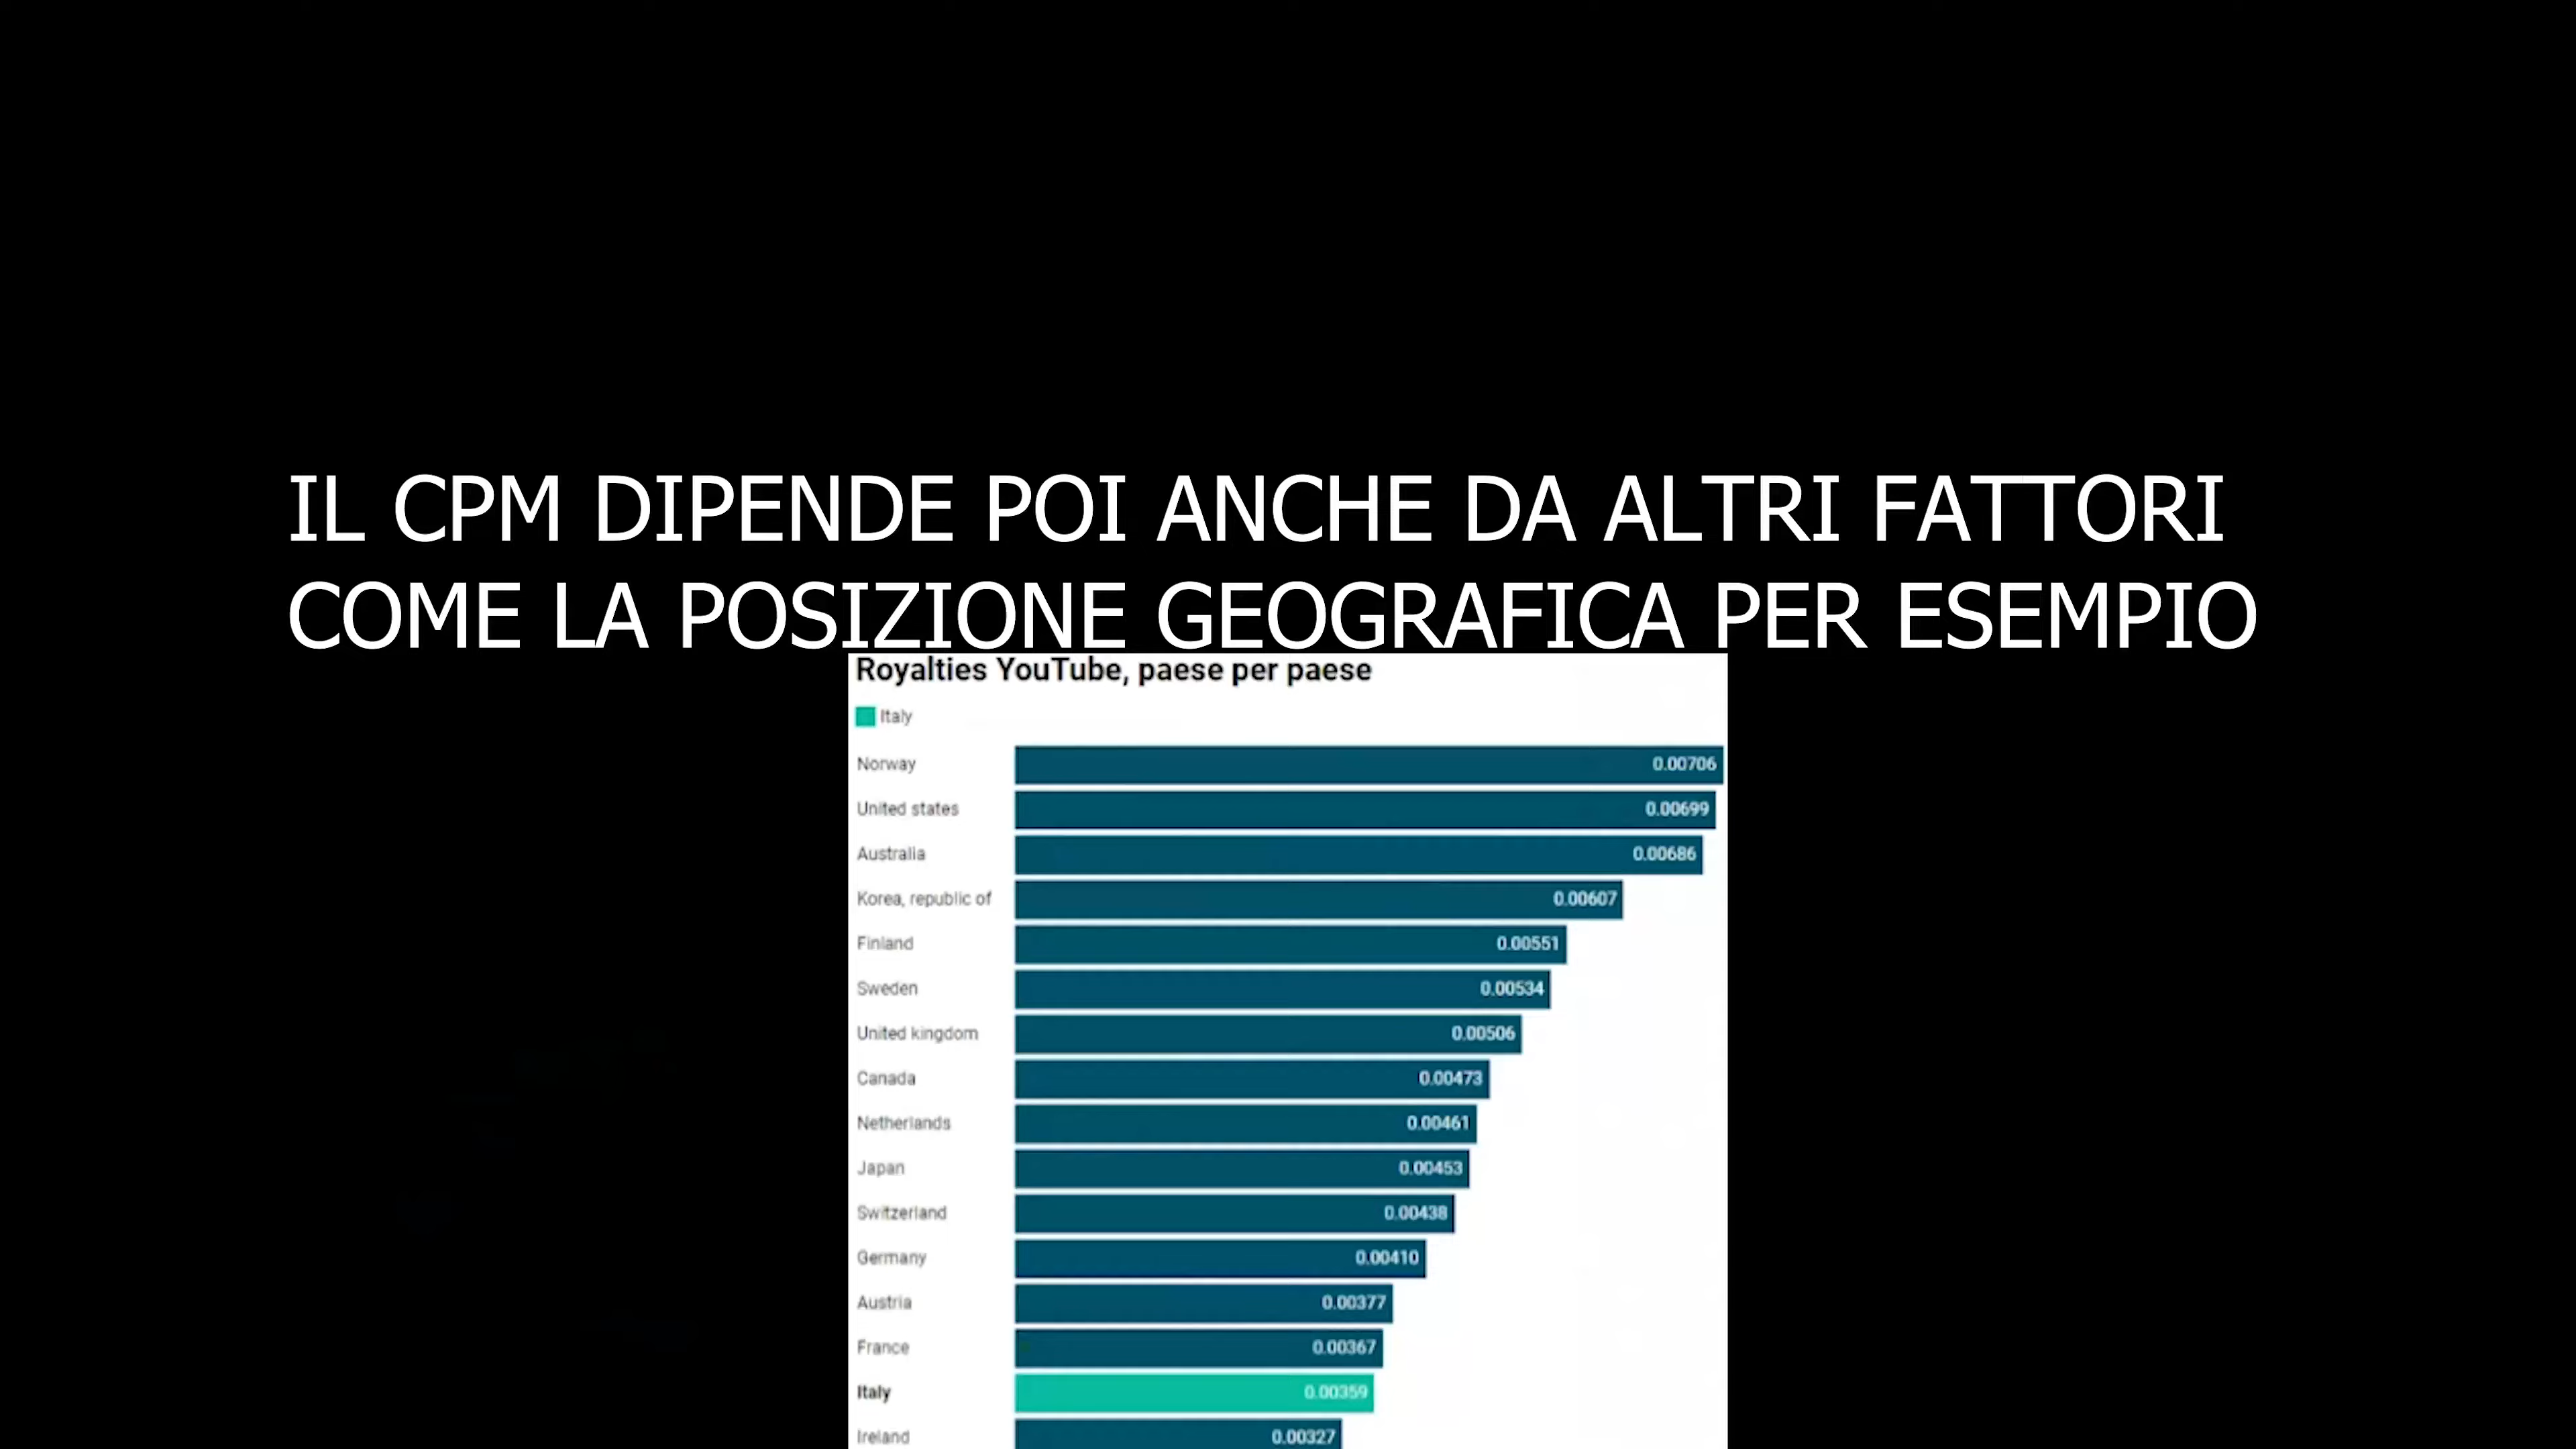 IL CPM DIPENDE POI ANCHE DA ALTRI FATTORI
COME LA POSIZIONE GEOGRAFICA PER ESEMPIO
Royalties YouTube, paese per paese
Italy
Norway 0.00706
United states 0.00699
Australia 0.00686
Korea, republic of 0.00607
Finland 0.00551
Sweden 0.00534
United kingdom 0.00506
Canada 0.00473
Netherlands 0.00461
Japan 0.00453
Switzerland 0.00438
Germany 0.00410
Austria 0.00377
France 0.00367
Italy 0.00359
Ireland 0.00327